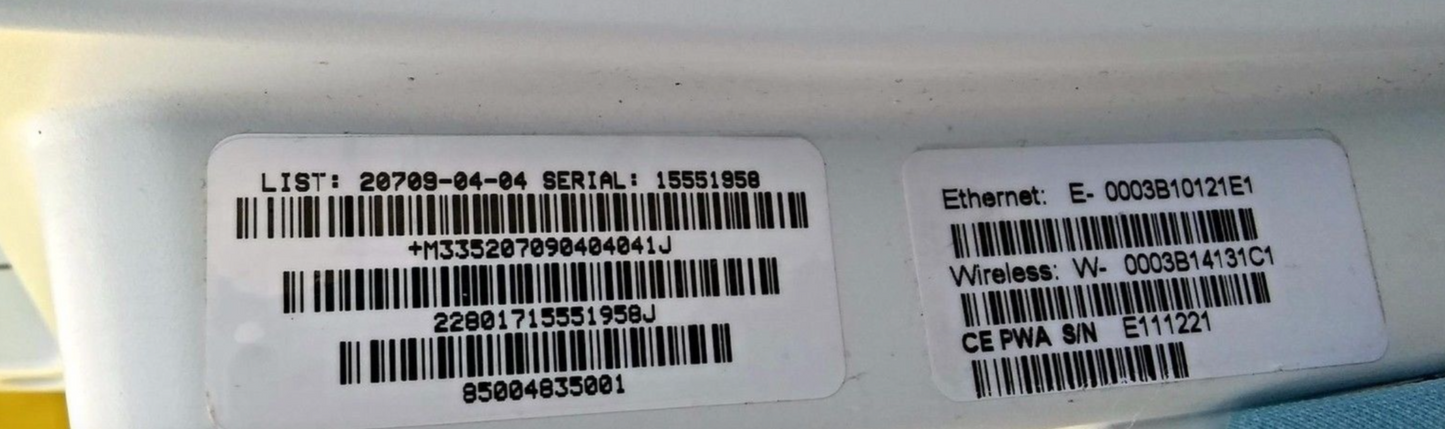 LIST: 20709-04-04 SERIAL: 15551958
+M335207090404041J
22801715551958J
85004835001
Ethernet: E- 0003B10121E1
Wireless: W- 0003B14131C1
CE PWA S/N E111221